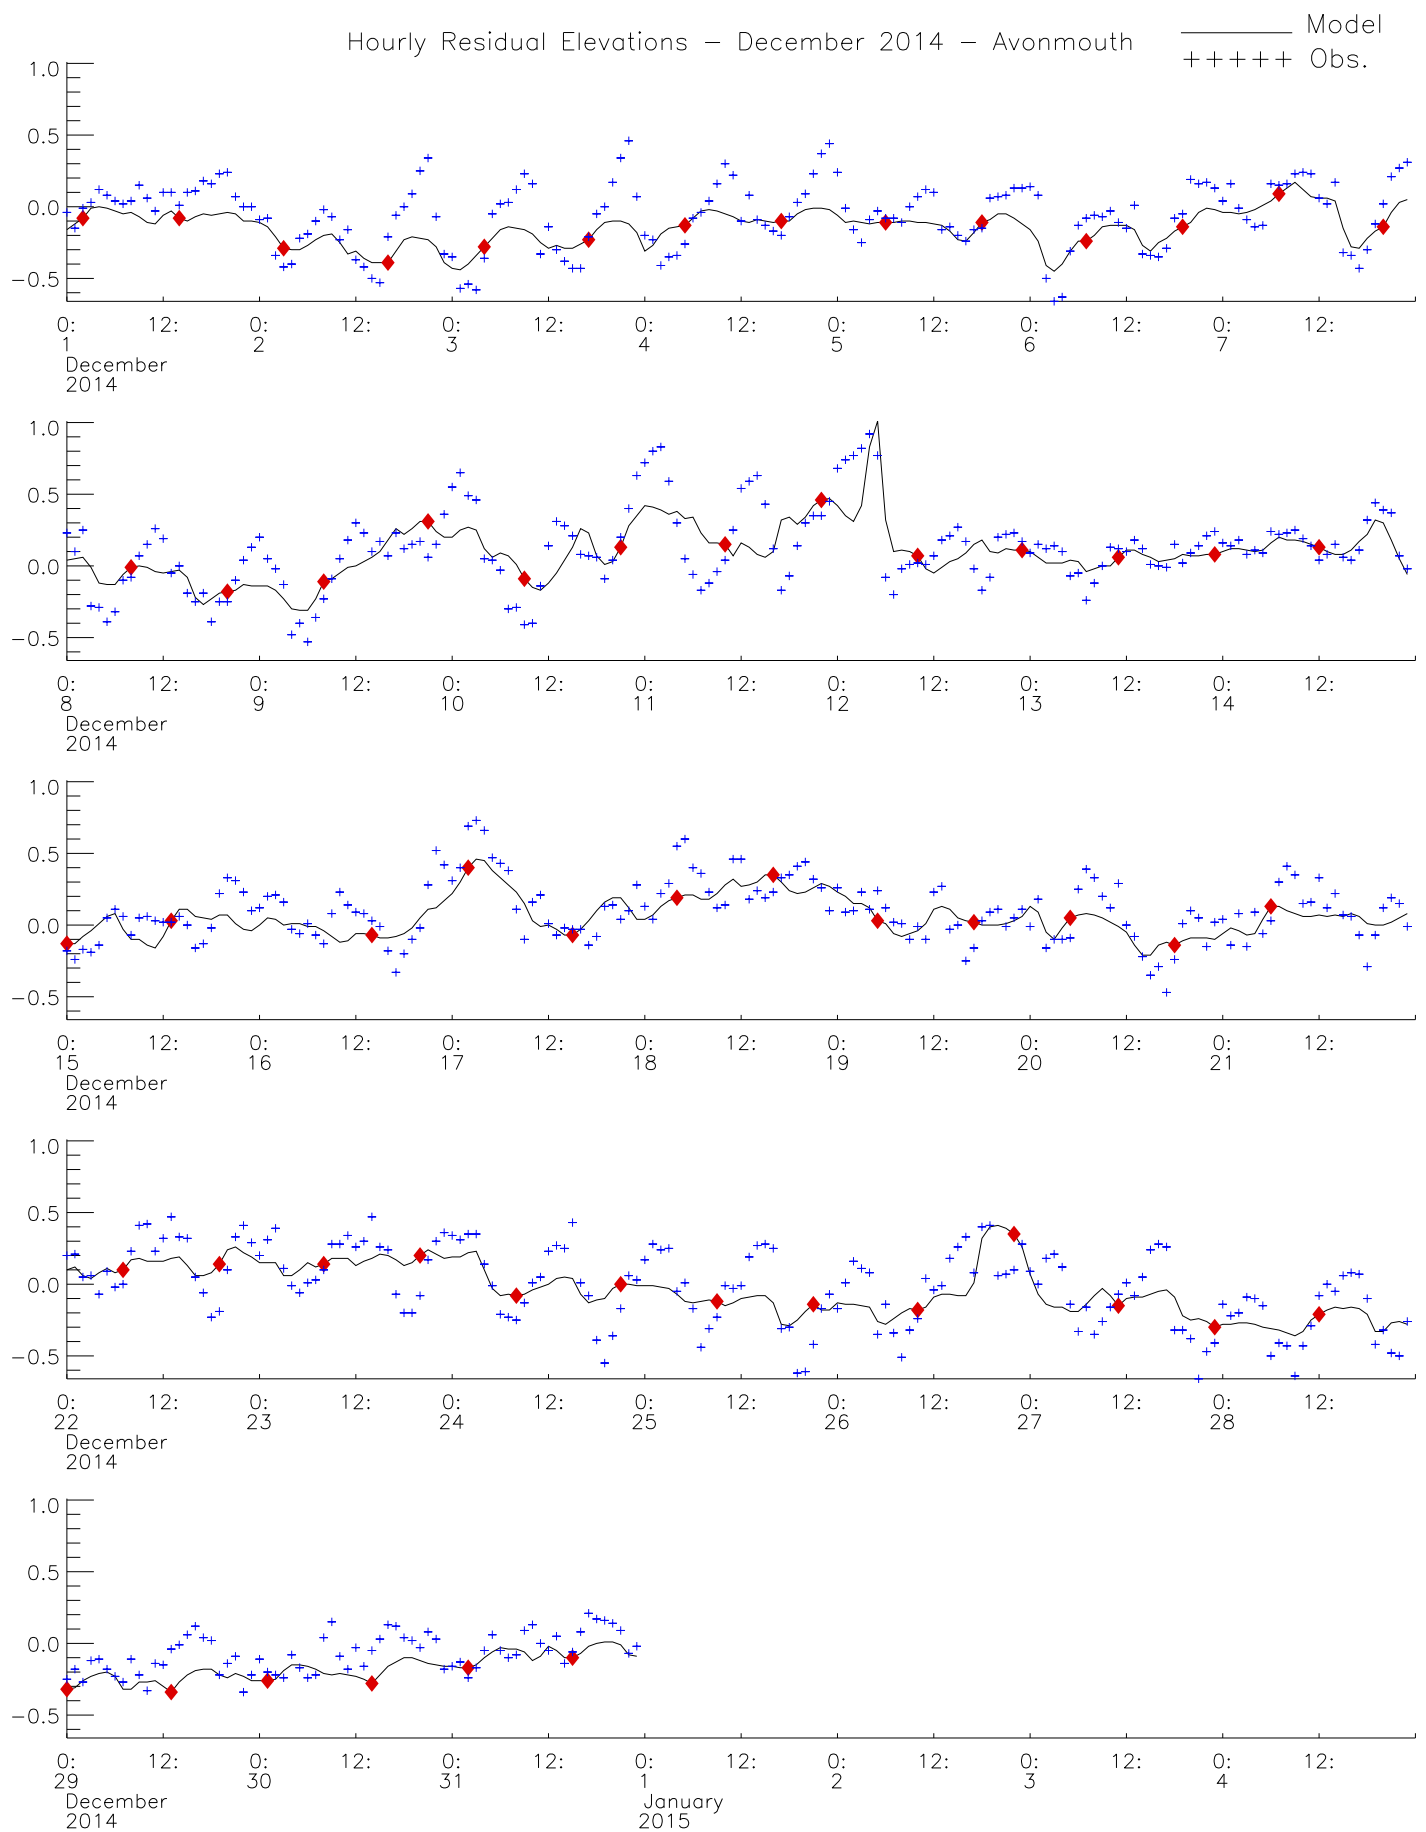 Hourly Residual Elevations − December 2014 − Avonmouth
Model
+++++ Obs.
1.0
0.5
0.0
−0.5
0: 12: 0: 12: 0: 12: 0: 12: 0: 12: 0: 12: 0: 12:
1 2 3 4 5 6 7
December
2014
1.0
0.5
0.0
−0.5
0: 12: 0: 12: 0: 12: 0: 12: 0: 12: 0: 12: 0: 12:
8 9 10 11 12 13 14
December
2014
1.0
0.5
0.0
−0.5
0: 12: 0: 12: 0: 12: 0: 12: 0: 12: 0: 12: 0: 12:
15 16 17 18 19 20 21
December
2014
1.0
0.5
0.0
−0.5
0: 12: 0: 12: 0: 12: 0: 12: 0: 12: 0: 12: 0: 12:
22 23 24 25 26 27 28
December
2014
1.0
0.5
0.0
−0.5
0: 12: 0: 12: 0: 12: 0: 12: 0: 12: 0: 12: 0: 12:
29 30 31 1 2 3 4
December January
2014 2015